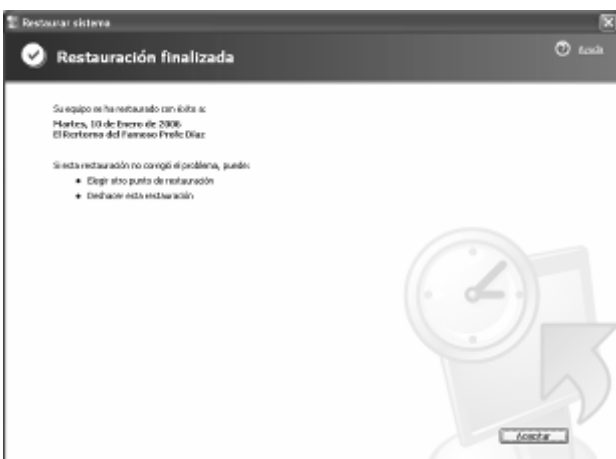 Restaurar sistema
Restauración finalizada
Ayuda
Su equipo se ha restaurado con éxito a:
Martes, 10 de Enero de 2006
El Rertorno del Famoso Profe Díaz
Si esta restauración no corrigió el problema, puede:
Elegir otro punto de restauración
Deshacer esta restauración
Aceptar